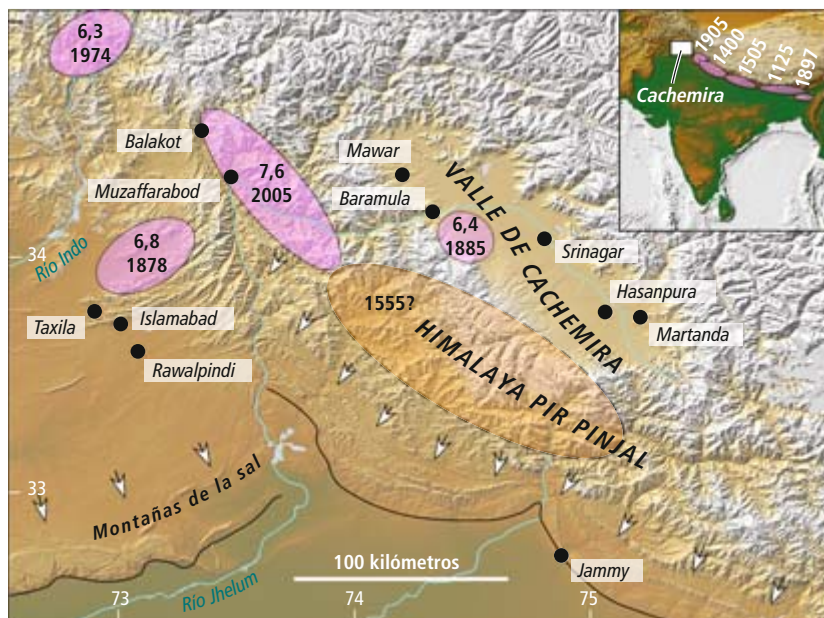 6,3
1974
Balakot
Muzaffarabod
7,6
2005
Mawar
Baramula
6,4
1885
VALLE DE CACHEMIRA
Srinagar
Hasanpura
Martanda
1905
1400
1505
1125
1897
Cachemira
34
Río Indo
6,8
1878
Taxila
Islamabad
Rawalpindi
1555?
HIMALAYA PIR PINJAL
33
Montañas de la sal
100 kilómetros
Río Jhelum
Jammy
73
74
75